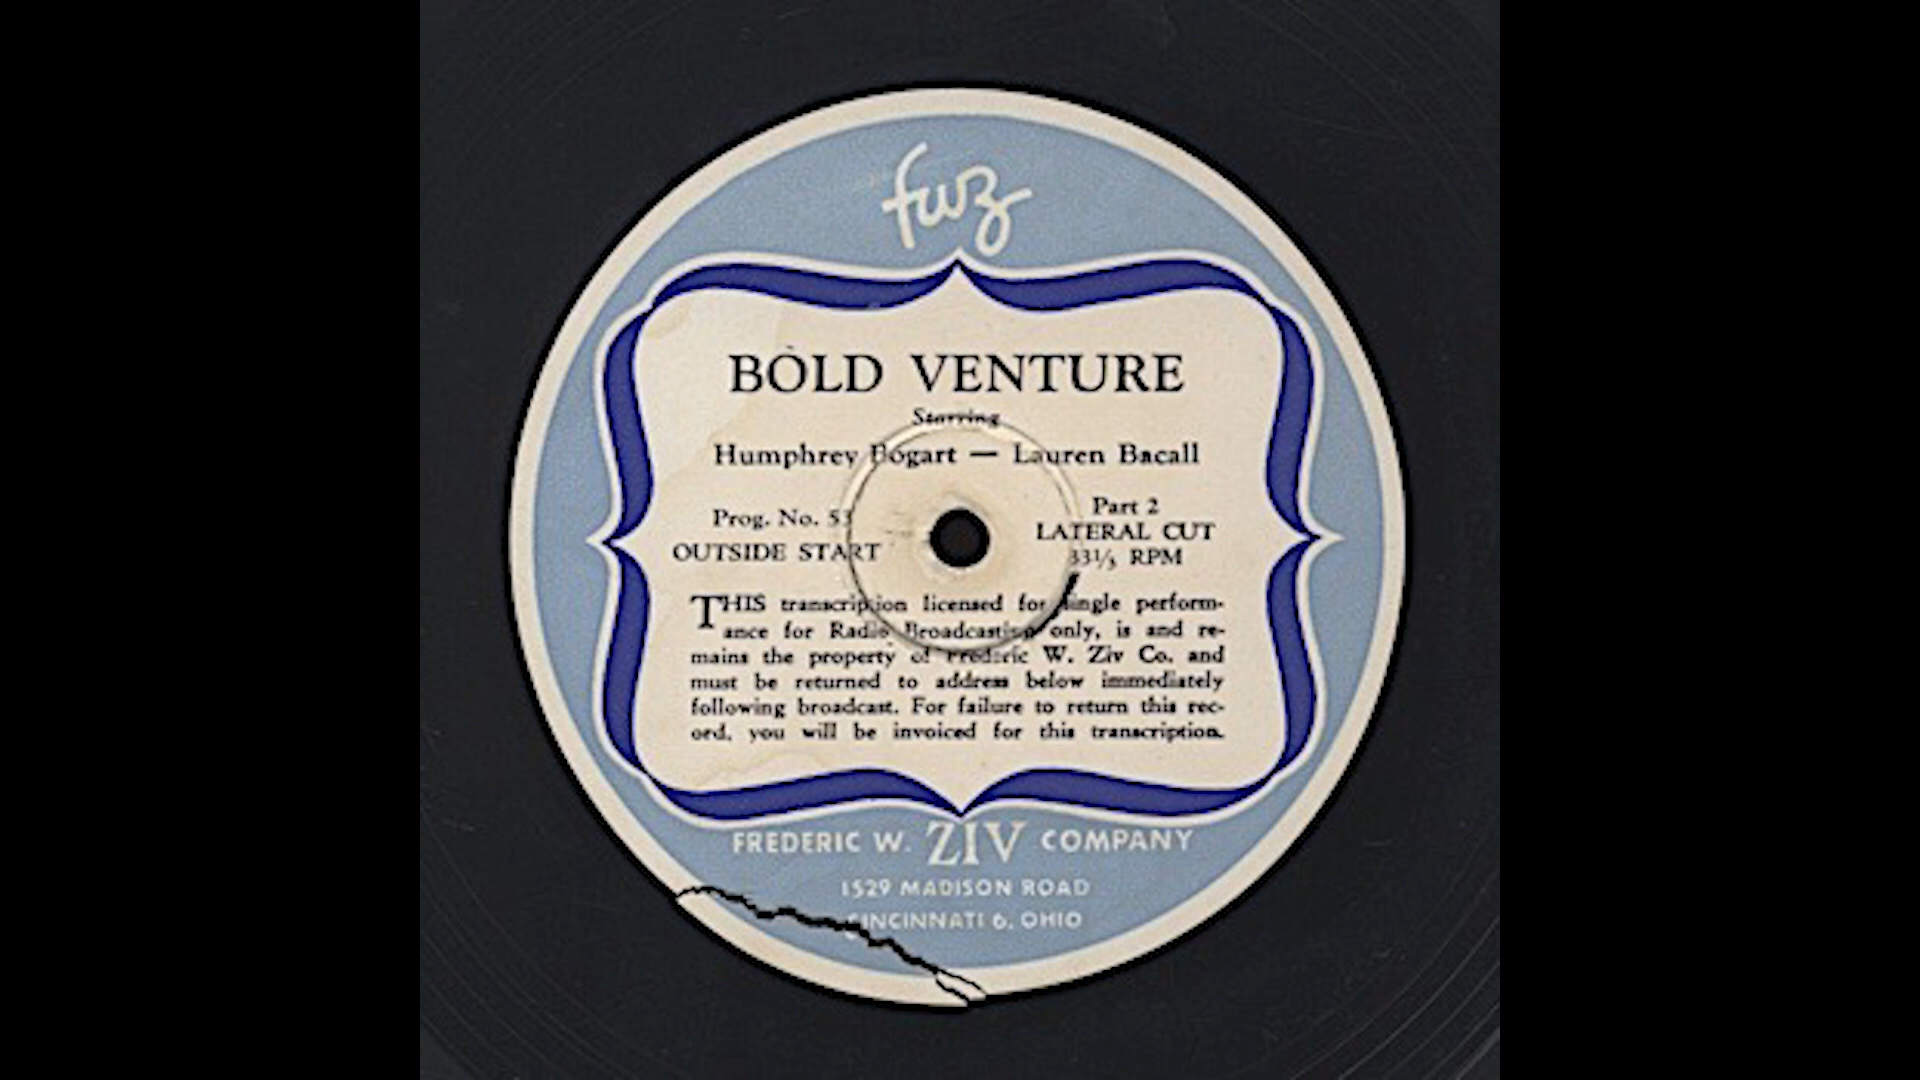 fwz
BOLD VENTURE
Starring
Humphrey Bogart — Lauren Bacall
Prog. No. 53
OUTSIDE START
Part 2
LATERAL CUT
33⅓ RPM
THIS transcription licensed for single perform-
ance for Radio Broadcasting only, is and re-
mains the property of Frederic W. Ziv Co. and
must be returned to address below immediately
following broadcast. For failure to return this rec-
ord, you will be invoiced for this transcription.
FREDERIC W. ZIV COMPANY
1529 MADISON ROAD
CINCINNATI 6, OHIO